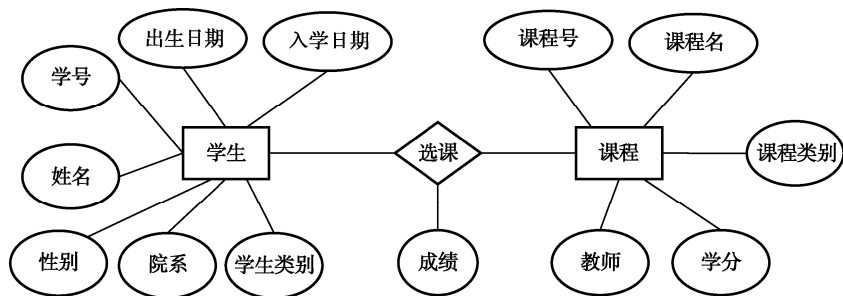 出生日期
入学日期
课程号
课程名
学号
学生
选课
课程
课程类别
姓名
性别
院系
学生类别
成绩
教师
学分